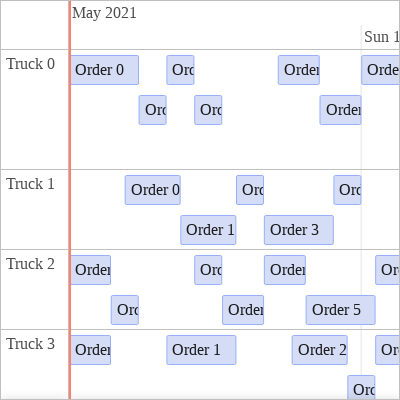 May 2021
Sun 1
Truck 0
Order 0
Orc
Order
Orde
Orc
Orc
Order
Truck 1
Order 0
Orc
Orc
Order 1
Order 3
Truck 2
Order
Orc
Order
Orc
Orc
Order
Order 5
Truck 3
Order
Order 1
Order 2
Orc
Orc